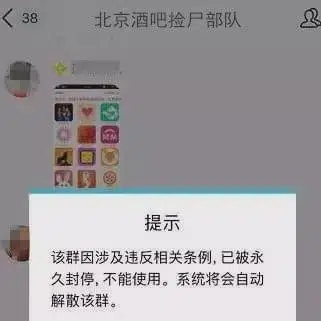 38
北京酒吧捡尸部队
提示
该群因涉及违反相关条例,已被永
久封停,不能使用。系统将会自动
解散该群。